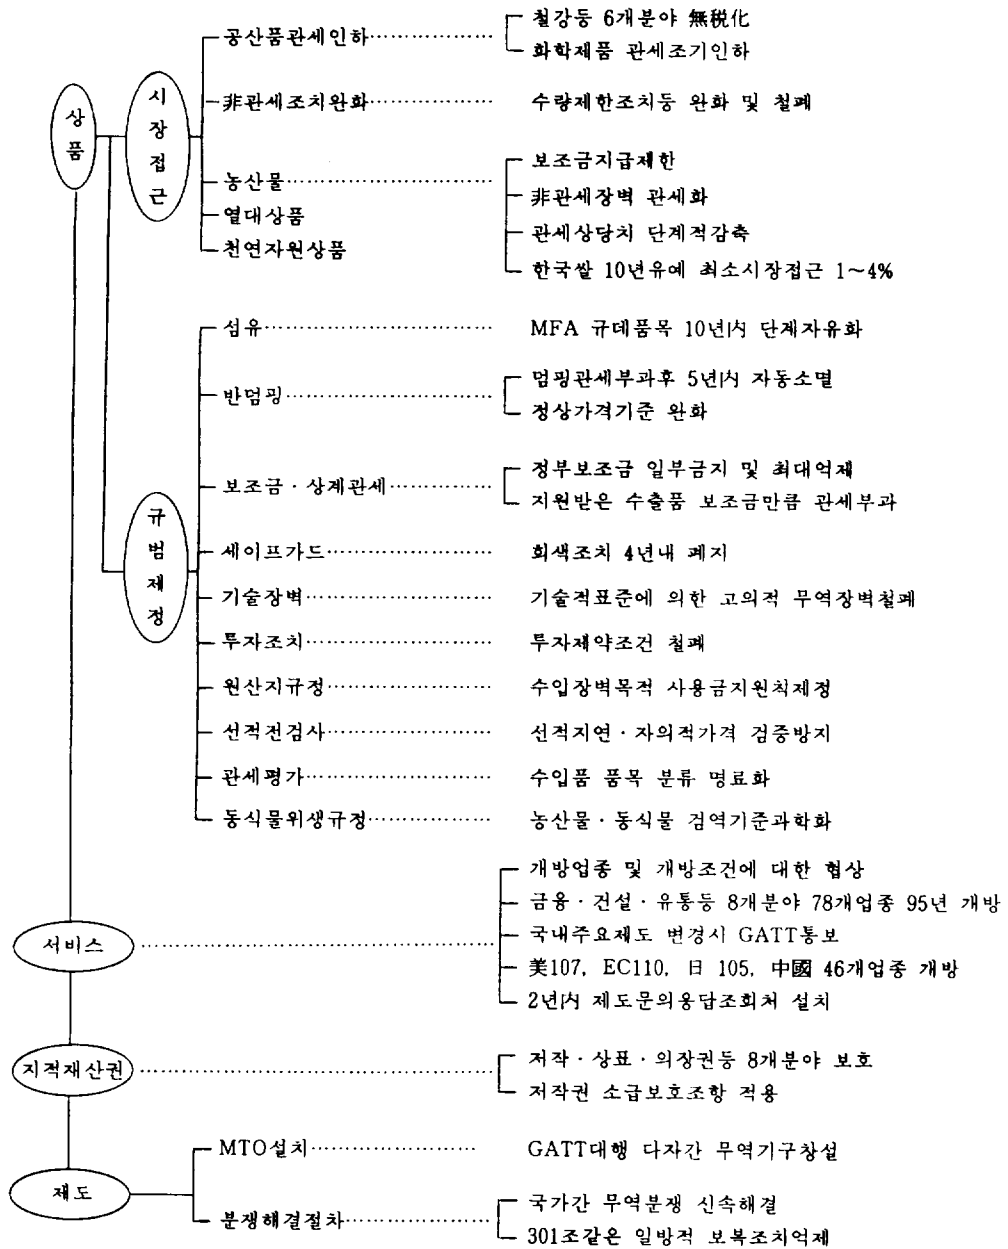 상품
시장접근
공산품관세인하
철강등 6개분야 無税化
화학제품 관세조기인하
非관세조치완화
수량제한조치등 완화 및 철폐
농산물
보조금지급제한
非관세장벽 관세화
관세상당치 단계적감축
한국쌀 10년유예 최소시장접근 1~4%
열대상품
천연자원상품
규범제정
섬유
MFA 규데품목 10년內 단계자유화
반덤핑
덤핑관세부과후 5년內 자동소멸
정상가격기준 완화
보조금·상계관세
정부보조금 일부금지 및 최대억제
지원받은 수출품 보조금만큼 관세부과
세이프가드
회색조치 4년내 폐지
기술장벽
기술적표준에 의한 고의적 무역장벽철폐
투자조치
투자제약조건 철폐
원산지규정
수입장벽목적 사용금지원칙제정
선적전검사
선적지연·자의적가격 검증방지
관세평가
수입품 품목 분류 명료화
동식물위생규정
농산물·동식물 검역기준과학화
서비스
개방업종 및 개방조건에 대한 협상
금융·건설·유통등 8개분야 78개업종 95년 개방
국내주요제도 변경시 GATT통보
美107, EC110, 日 105, 中國 46개업종 개방
2년內 제도문의응답조회처 설치
지적재산권
저작·상표·의장권등 8개분야 보호
저작권 소급보호조항 적용
제도
MTO설치
GATT대행 다자간 무역기구창설
분쟁해결절차
국가간 무역분쟁 신속해결
301조같은 일방적 보복조치억제